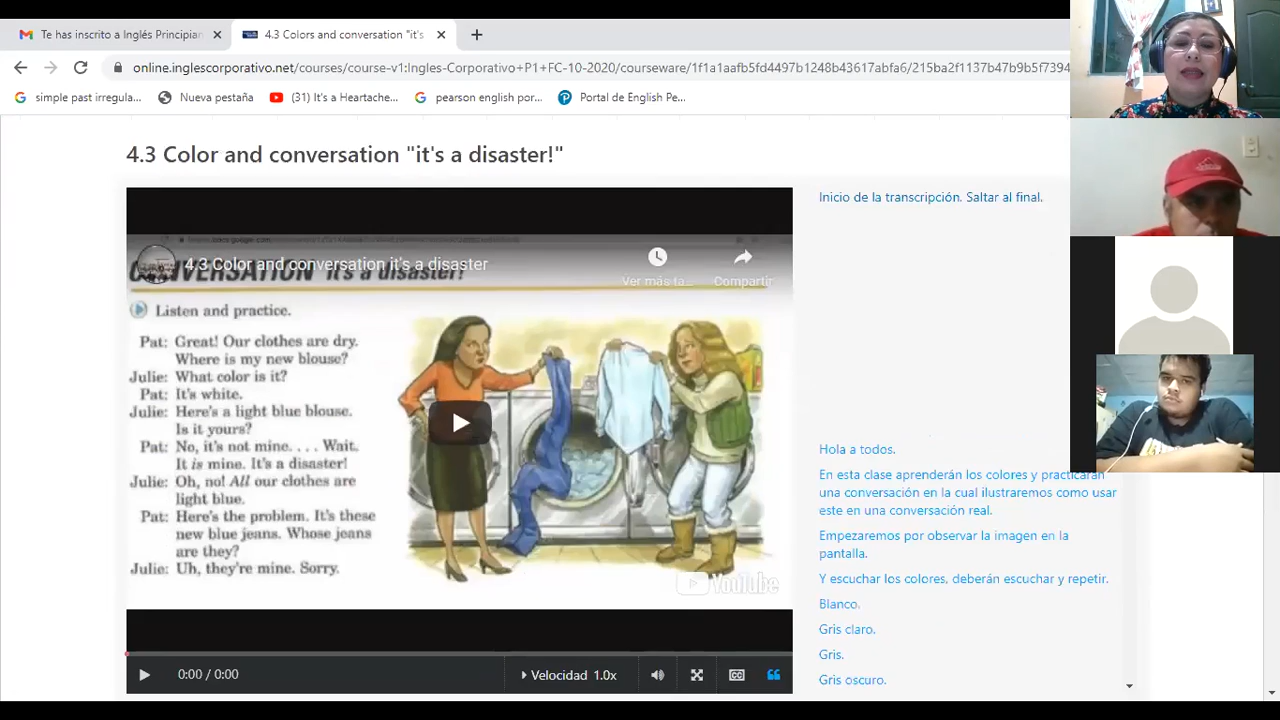 Te has inscrito a Inglés Principian
4.3 Colors and conversation "it's
online.inglescorporativo.net/courses/course-v1:Ingles-Corporativo+P1+FC-10-2020/courseware/1f1a1aafb5fd4497b1248b43617abfa6/215ba2f1137b47b9b5f7394
simple past irregula...
Nueva pestaña
(31) It's a Heartache...
pearson english por...
Portal de English Pe...
4.3 Color and conversation "it's a disaster!"
4.3 Color and conversation it's a disaster
Ver más ta...
Compartir
CONVERSATION It's a disaster!
Listen and practice.
Pat: Great! Our clothes are dry.
Where is my new blouse?
Julie: What color is it?
Pat: It's white.
Julie: Here's a light blue blouse.
Is it yours?
Pat: No, it's not mine. . . . Wait.
It is mine. It's a disaster!
Julie: Oh, no! All our clothes are
light blue.
Pat: Here's the problem. It's these
new blue jeans. Whose jeans
are they?
Julie: Uh, they're mine. Sorry.
YouTube
0:00 / 0:00
Velocidad 1.0x
Inicio de la transcripción. Saltar al final.
Hola a todos.
En esta clase aprenderán los colores y practicarán
una conversación en la cual ilustraremos como usar
este en una conversación real.
Empezaremos por observar la imagen en la
pantalla.
Y escuchar los colores, deberán escuchar y repetir.
Blanco.
Gris claro.
Gris.
Gris oscuro.